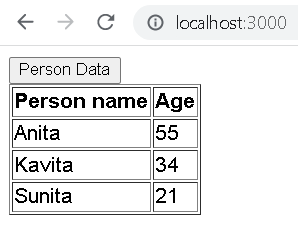 localhost:3000
Person Data
Person name Age
Anita 55
Kavita 34
Sunita 21